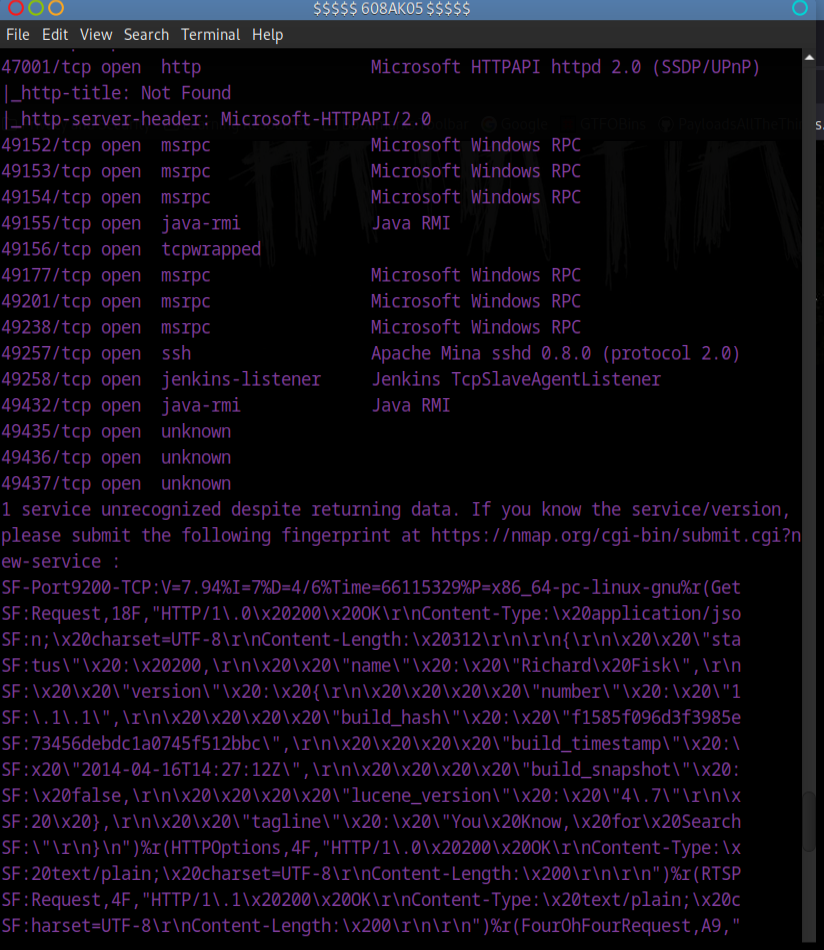 $$$$$ 608AK05 $$$$$
File Edit View Search Terminal Help
47001/tcp open  http                 Microsoft HTTPAPI httpd 2.0 (SSDP/UPnP)
|_http-title: Not Found
|_http-server-header: Microsoft-HTTPAPI/2.0
49152/tcp open  msrpc                Microsoft Windows RPC
49153/tcp open  msrpc                Microsoft Windows RPC
49154/tcp open  msrpc                Microsoft Windows RPC
49155/tcp open  java-rmi             Java RMI
49156/tcp open  tcpwrapped
49177/tcp open  msrpc                Microsoft Windows RPC
49201/tcp open  msrpc                Microsoft Windows RPC
49238/tcp open  msrpc                Microsoft Windows RPC
49257/tcp open  ssh                  Apache Mina sshd 0.8.0 (protocol 2.0)
49258/tcp open  jenkins-listener     Jenkins TcpSlaveAgentListener
49432/tcp open  java-rmi             Java RMI
49435/tcp open  unknown
49436/tcp open  unknown
49437/tcp open  unknown
1 service unrecognized despite returning data. If you know the service/version,
please submit the following fingerprint at https://nmap.org/cgi-bin/submit.cgi?n
ew-service :
SF-Port9200-TCP:V=7.94%I=7%D=4/6%Time=66115329%P=x86_64-pc-linux-gnu%r(Get
SF:Request,18F,"HTTP/1\.0\x20200\x20OK\r\nContent-Type:\x20application/jso
SF:n;\x20charset=UTF-8\r\nContent-Length:\x20312\r\n\r\n{\r\n\x20\x20\"sta
SF:tus\"\x20:\x20200,\r\n\x20\x20\"name\"\x20:\x20\"Richard\x20Fisk\",\r\n
SF:\x20\x20\"version\"\x20:\x20{\r\n\x20\x20\x20\x20\"number\"\x20:\x20\"1
SF:\.1\.1\",\r\n\x20\x20\x20\x20\"build_hash\"\x20:\x20\"f1585f096d3f3985e
SF:73456debdc1a0745f512bbc\",\r\n\x20\x20\x20\x20\"build_timestamp\"\x20:\
SF:x20\"2014-04-16T14:27:12Z\",\r\n\x20\x20\x20\x20\"build_snapshot\"\x20:
SF:\x20false,\r\n\x20\x20\x20\x20\"lucene_version\"\x20:\x20\"4\.7\"\r\n\x
SF:20\x20},\r\n\x20\x20\"tagline\"\x20:\x20\"You\x20Know,\x20for\x20Search
SF:\"\r\n}\n")%r(HTTPOptions,4F,"HTTP/1\.0\x20200\x20OK\r\nContent-Type:\x
SF:20text/plain;\x20charset=UTF-8\r\nContent-Length:\x200\r\n\r\n")%r(RTSP
SF:Request,4F,"HTTP/1\.1\x20200\x20OK\r\nContent-Type:\x20text/plain;\x20c
SF:harset=UTF-8\r\nContent-Length:\x200\r\n\r\n")%r(FourOhFourRequest,A9,"